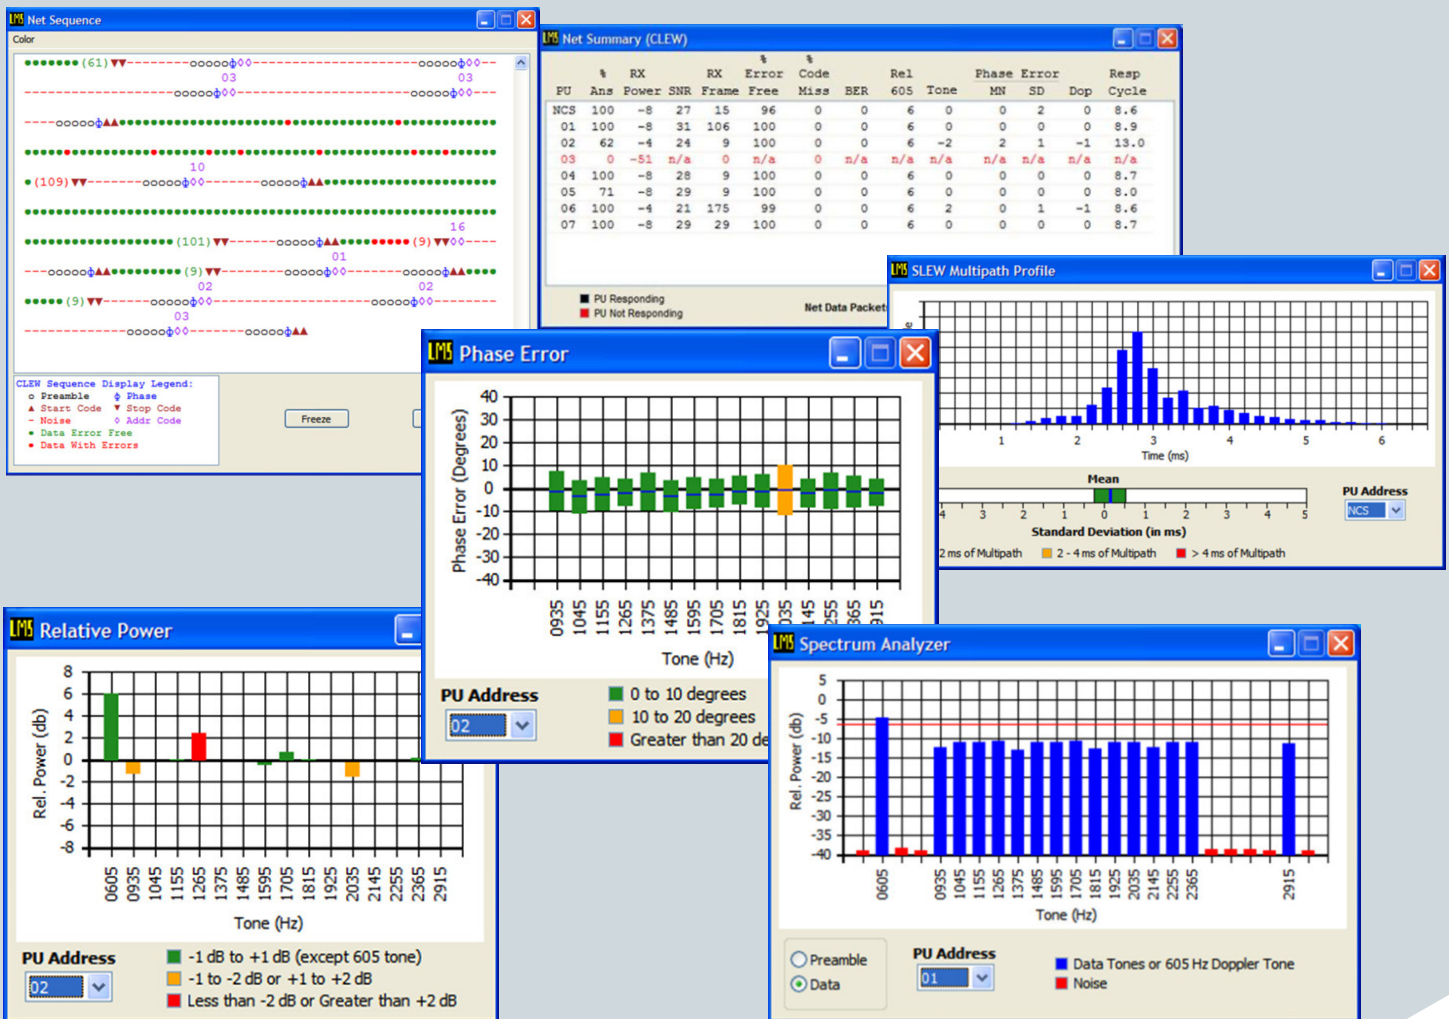 LMS Net Sequence
Color
(61)
03 03
10
(109)
16
(101) (9)
01
(9)
02 02
(9)
03
CLEW Sequence Display Legend:
o Preamble ϕ Phase
▲ Start Code ▼ Stop Code
- Noise ◊ Addr Code
• Data Error Free
• Data With Errors
Freeze
LMS Net Summary (CLEW)
% %
% RX RX Error Code Rel Phase Error Resp
PU Ans Power SNR Frame Free Miss BER 605 Tone MN SD Dop Cycle
NCS 100 -8 27 15 96 0 0 6 0 0 2 0 8.6
01 100 -8 31 106 100 0 0 6 0 0 0 0 8.9
02 62 -4 24 9 100 0 0 6 -2 2 1 -1 13.0
03 0 -51 n/a 0 n/a 0 n/a n/a n/a n/a n/a n/a n/a
04 100 -8 28 9 100 0 0 6 0 0 0 0 8.7
05 71 -8 29 9 100 0 0 6 0 0 0 0 8.0
06 100 -4 21 175 99 0 0 6 2 0 1 -1 8.6
07 100 -8 29 29 100 0 0 6 0 0 0 0 8.7
PU Responding
PU Not Responding
Net Data Packet
LMS SLEW Multipath Profile
1 2 3 4 5 6
Time (ms)
Mean
4 3 2 1 0 1 2 3 4 5
Standard Deviation (in ms)
2 ms of Multipath 2 - 4 ms of Multipath > 4 ms of Multipath
PU Address
NCS
LMS Phase Error
40
30
20
10
0
-10
-20
-30
-40
Phase Error (Degrees)
0935 1045 1155 1265 1375 1485 1595 1705 1815 1925 035 145 255 365 915
Tone (Hz)
PU Address
02
0 to 10 degrees
10 to 20 degrees
Greater than 20 de
LMS Relative Power
8
6
4
2
0
-2
-4
-6
-8
Rel. Power (db)
0605 0935 1045 1155 1265 1375 1485 1595 1705 1815 1925 2035 2145 2255 2365 2915
Tone (Hz)
PU Address
02
-1 dB to +1 dB (except 605 tone)
-1 to -2 dB or +1 to +2 dB
Less than -2 dB or Greater than +2 dB
LMS Spectrum Analyzer
5
0
-5
-10
-15
-20
-25
-30
-35
-40
Rel. Power (db)
0605 0935 1045 1155 1265 1375 1485 1595 1705 1815 1925 2035 2145 2255 2365 2915
Tone (Hz)
Preamble
Data
PU Address
01
Data Tones or 605 Hz Doppler Tone
Noise